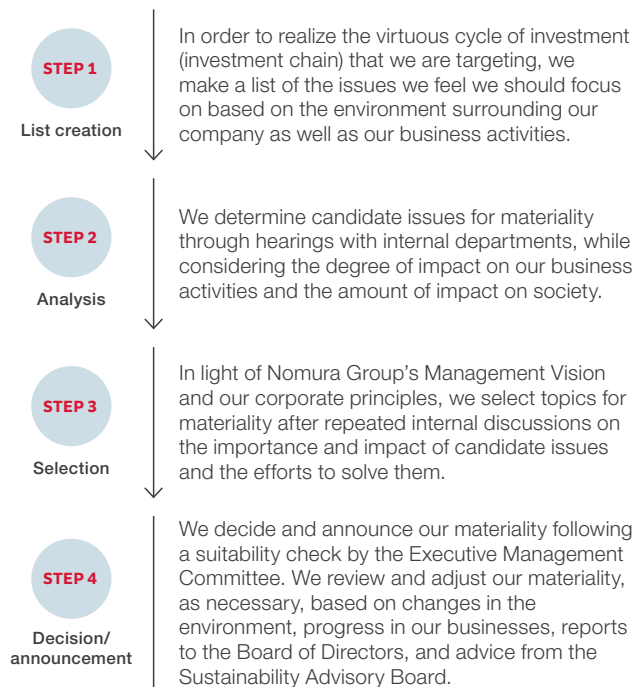 STEP 1
List creation
In order to realize the virtuous cycle of investment
(investment chain) that we are targeting, we
make a list of the issues we feel we should focus
on based on the environment surrounding our
company as well as our business activities.
STEP 2
Analysis
We determine candidate issues for materiality
through hearings with internal departments, while
considering the degree of impact on our business
activities and the amount of impact on society.
STEP 3
Selection
In light of Nomura Group’s Management Vision
and our corporate principles, we select topics for
materiality after repeated internal discussions on
the importance and impact of candidate issues
and the efforts to solve them.
STEP 4
Decision/
announcement
We decide and announce our materiality following
a suitability check by the Executive Management
Committee. We review and adjust our materiality,
as necessary, based on changes in the
environment, progress in our businesses, reports
to the Board of Directors, and advice from the
Sustainability Advisory Board.